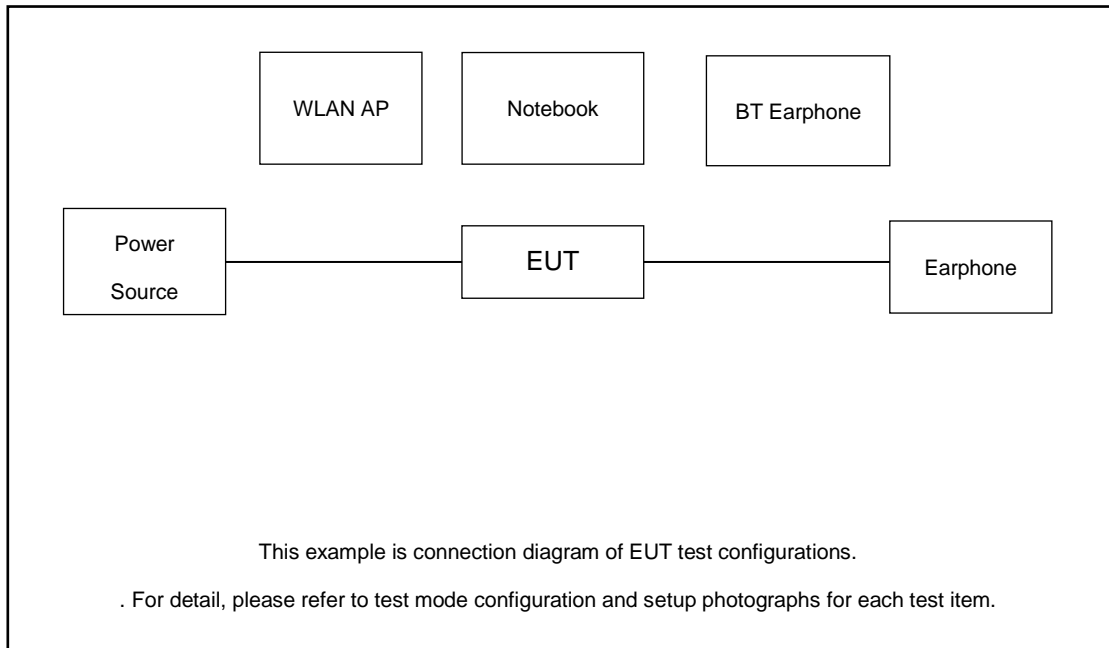 WLAN AP
Notebook
BT Earphone
Power
Source
EUT
Earphone
This example is connection diagram of EUT test configurations.
. For detail, please refer to test mode configuration and setup photographs for each test item.